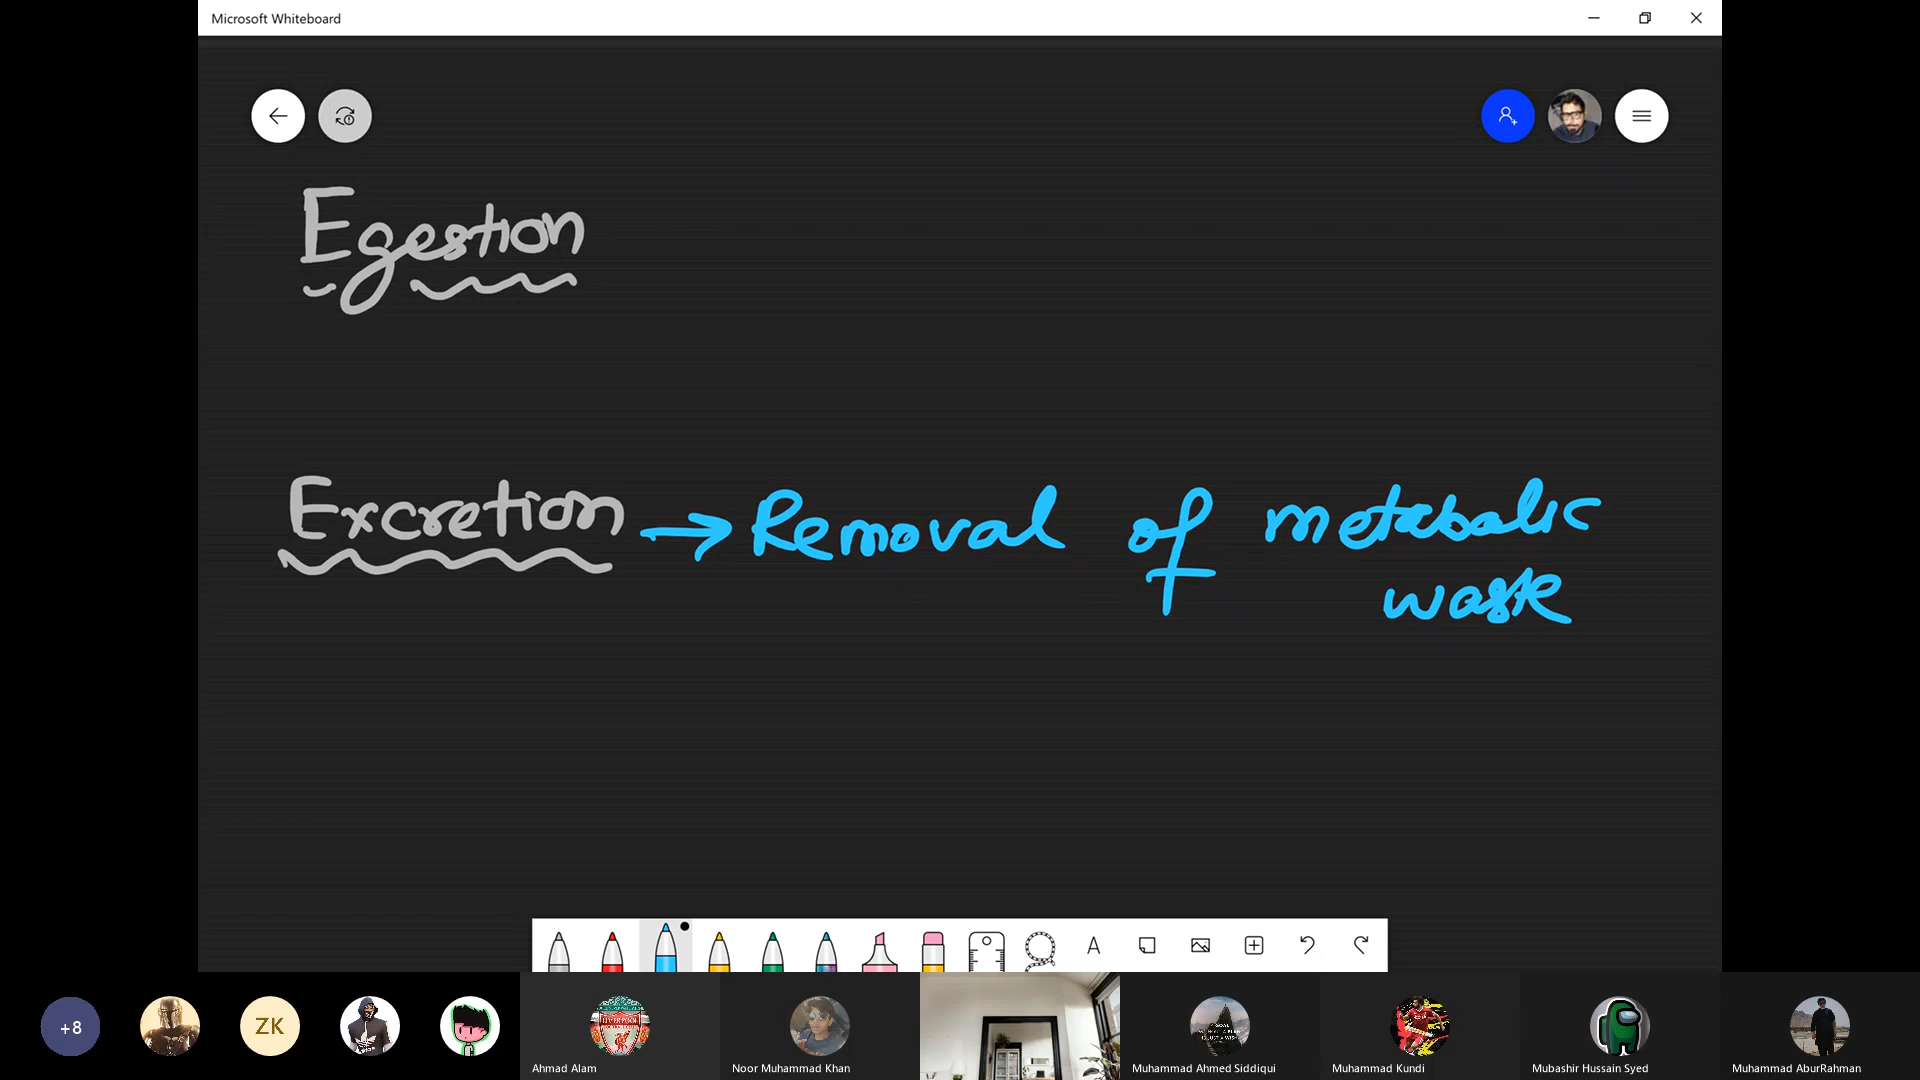 Microsoft Whiteboard
Egestion
Excretion → Removal of metabolic
waste
+8
ZK
Ahmad Alam
Noor Muhammad Khan
Muhammad Ahmed Siddiqui
Muhammad Kundi
Mubashir Hussain Syed
Muhammad AburRahman